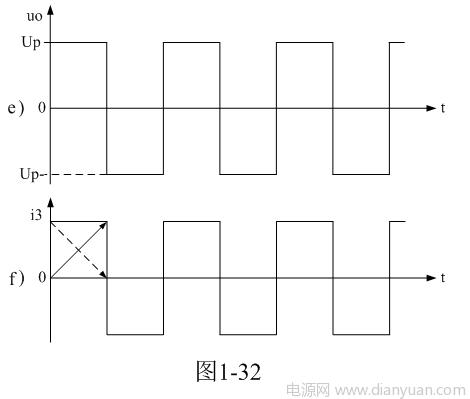 uo
Up
e) 0 t
Up-
i3
f) 0 t
图1-32
电源网 www.dianyuan.com